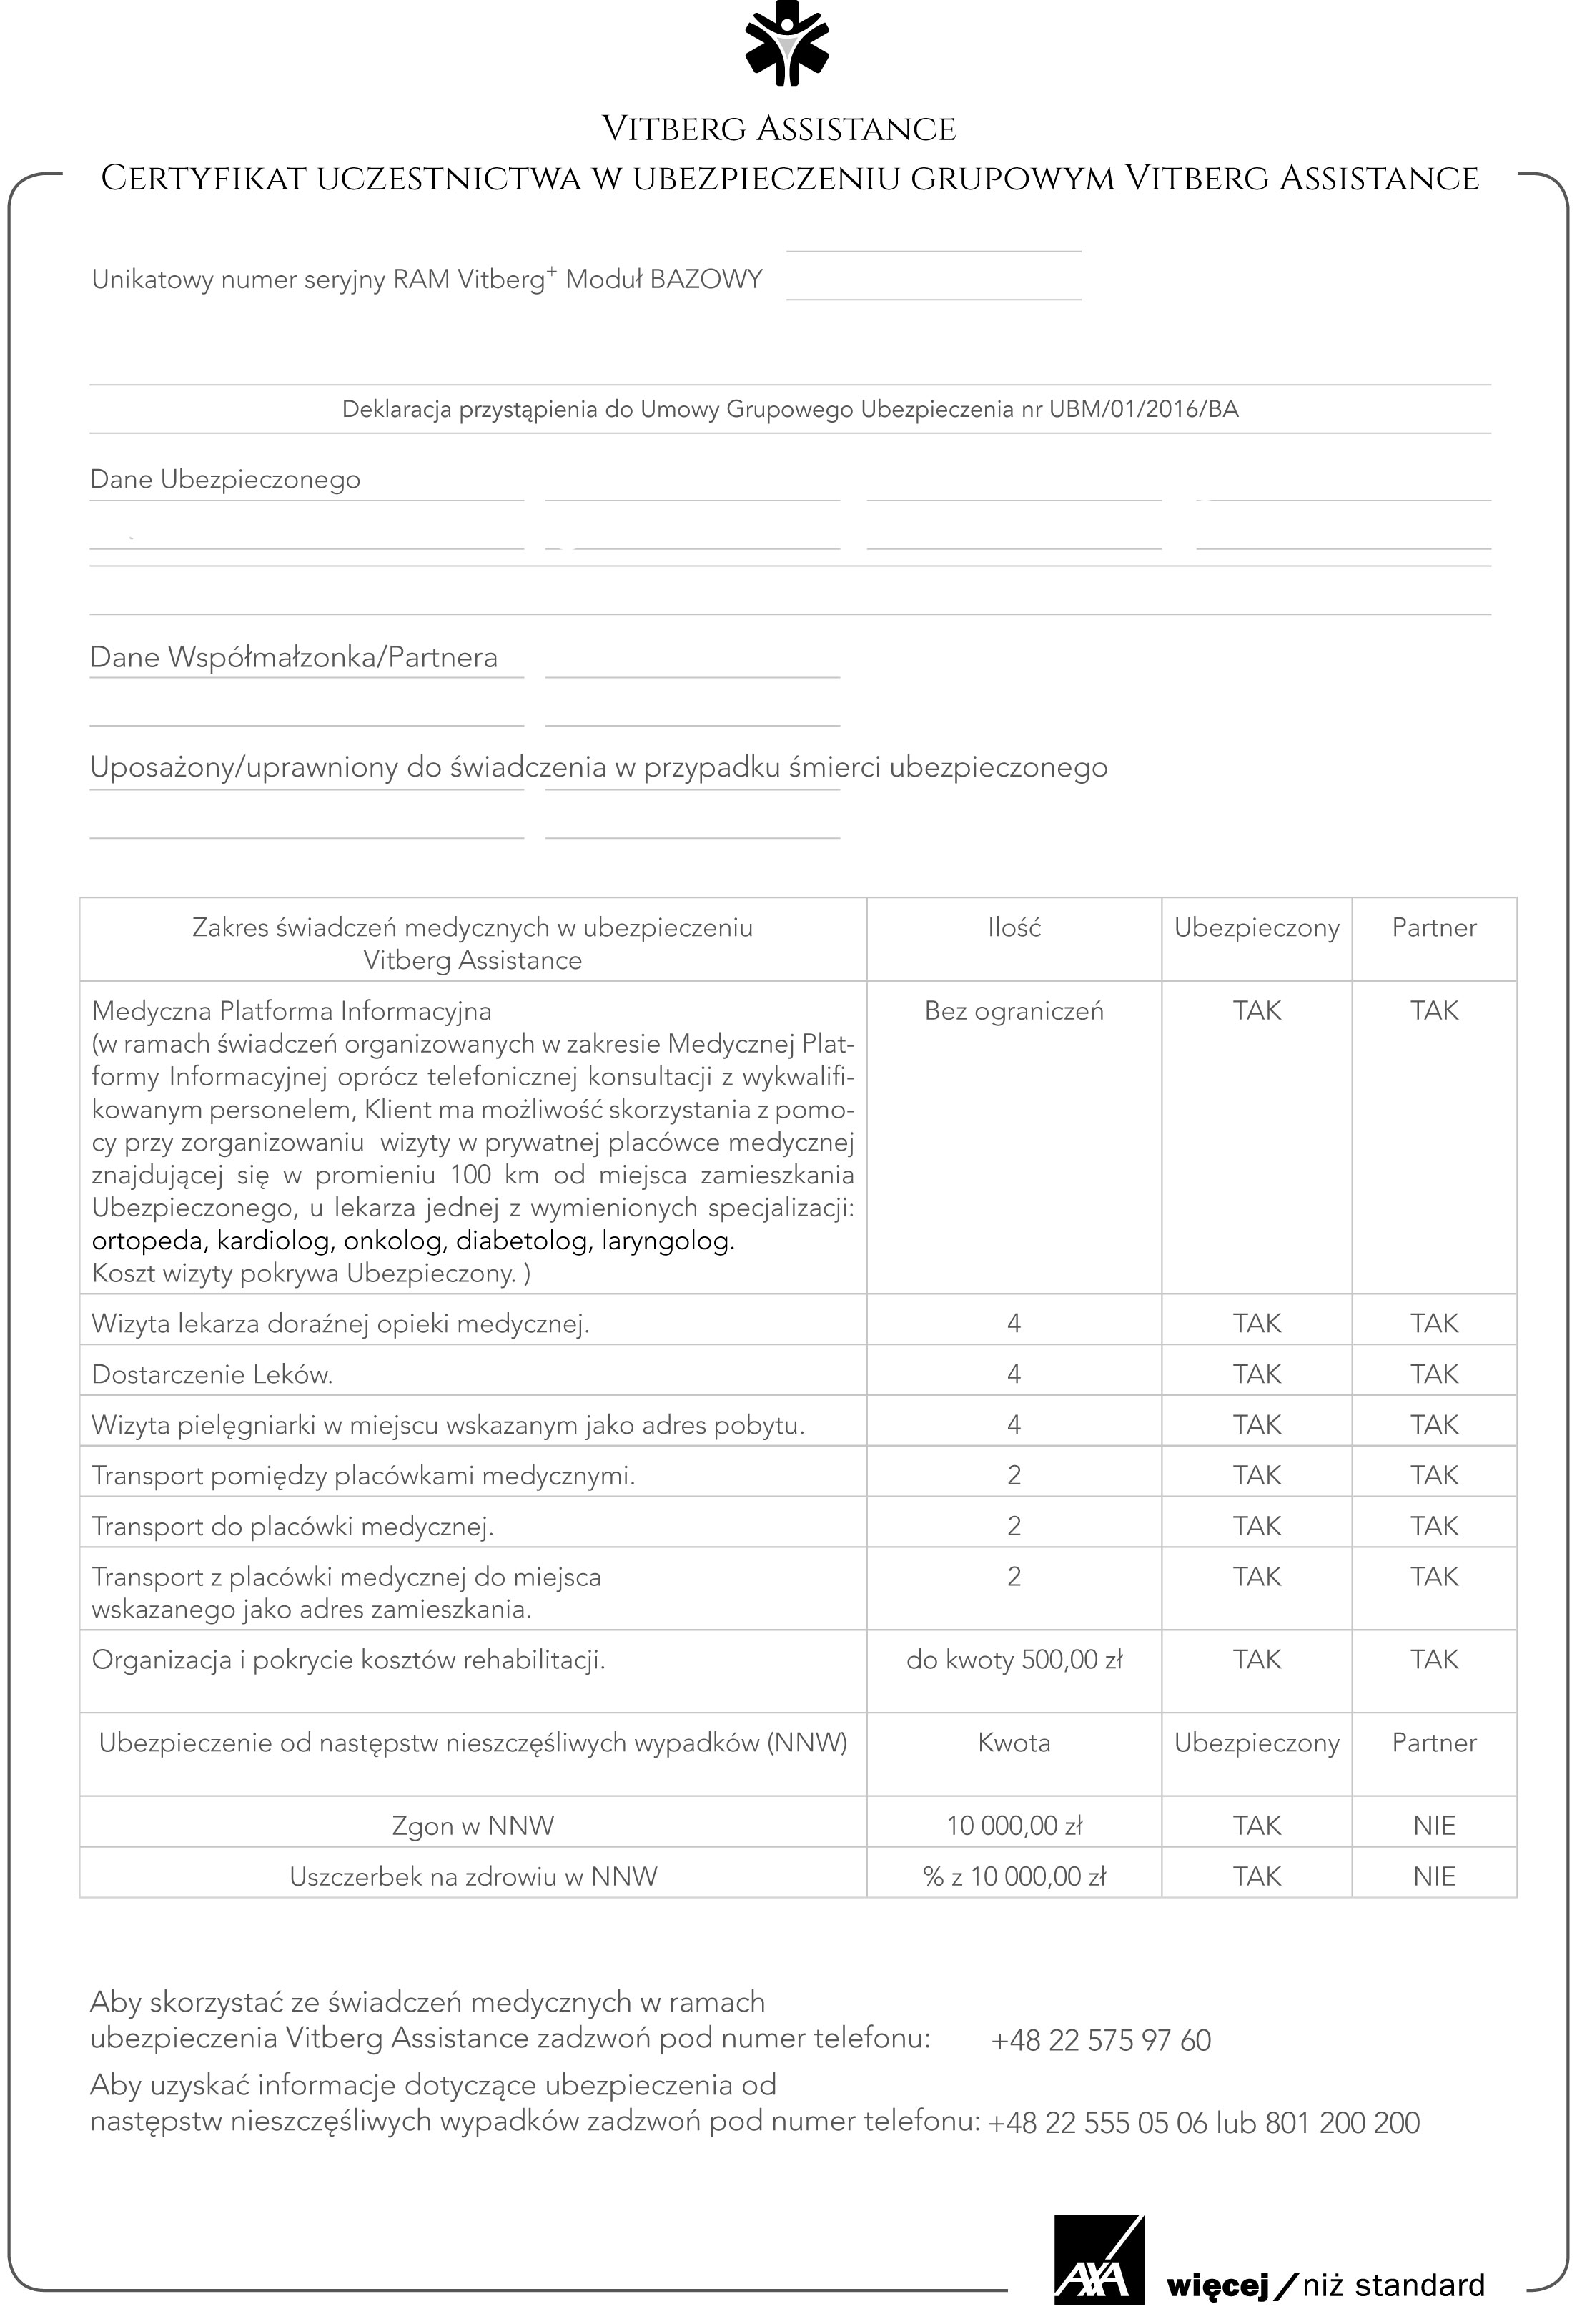 Vitberg Assistance
Certyfikat uczestnictwa w ubezpieczeniu grupowym Vitberg Assistance
Unikatowy numer seryjny RAM Vitberg+ Moduł BAZOWY
Deklaracja przystąpienia do Umowy Grupowego Ubezpieczenia nr UBM/01/2016/BA
Dane Ubezpieczonego
Dane Współmałzonka/Partnera
Uposażony/uprawniony do świadczenia w przypadku śmierci ubezpieczonego
Zakres świadczeń medycznych w ubezpieczeniu Ilość Ubezpieczony Partner
Vitberg Assistance
Medyczna Platforma Informacyjna Bez ograniczeń TAK TAK
(w ramach świadczeń organizowanych w zakresie Medycznej Plat-
formy Informacyjnej oprócz telefonicznej konsultacji z wykwalifi-
kowanym personelem, Klient ma możliwość skorzystania z pomo-
cy przy zorganizowaniu wizyty w prywatnej placówce medycznej
znajdującej się w promieniu 100 km od miejsca zamieszkania
Ubezpieczonego, u lekarza jednej z wymienionych specjalizacji:
ortopeda, kardiolog, onkolog, diabetolog, laryngolog.
Koszt wizyty pokrywa Ubezpieczony. )
Wizyta lekarza doraźnej opieki medycznej. 4 TAK TAK
Dostarczenie Leków. 4 TAK TAK
Wizyta pielęgniarki w miejscu wskazanym jako adres pobytu. 4 TAK TAK
Transport pomiędzy placówkami medycznymi. 2 TAK TAK
Transport do placówki medycznej. 2 TAK TAK
Transport z placówki medycznej do miejsca 2 TAK TAK
wskazanego jako adres zamieszkania.
Organizacja i pokrycie kosztów rehabilitacji. do kwoty 500,00 zł TAK TAK
Ubezpieczenie od następstw nieszczęśliwych wypadków (NNW) Kwota Ubezpieczony Partner
Zgon w NNW 10 000,00 zł TAK NIE
Uszczerbek na zdrowiu w NNW % z 10 000,00 zł TAK NIE
Aby skorzystać ze świadczeń medycznych w ramach
ubezpieczenia Vitberg Assistance zadzwoń pod numer telefonu: +48 22 575 97 60
Aby uzyskać informacje dotyczące ubezpieczenia od
następstw nieszczęśliwych wypadków zadzwoń pod numer telefonu: +48 22 555 05 06 lub 801 200 200
AXA więcej / niż standard